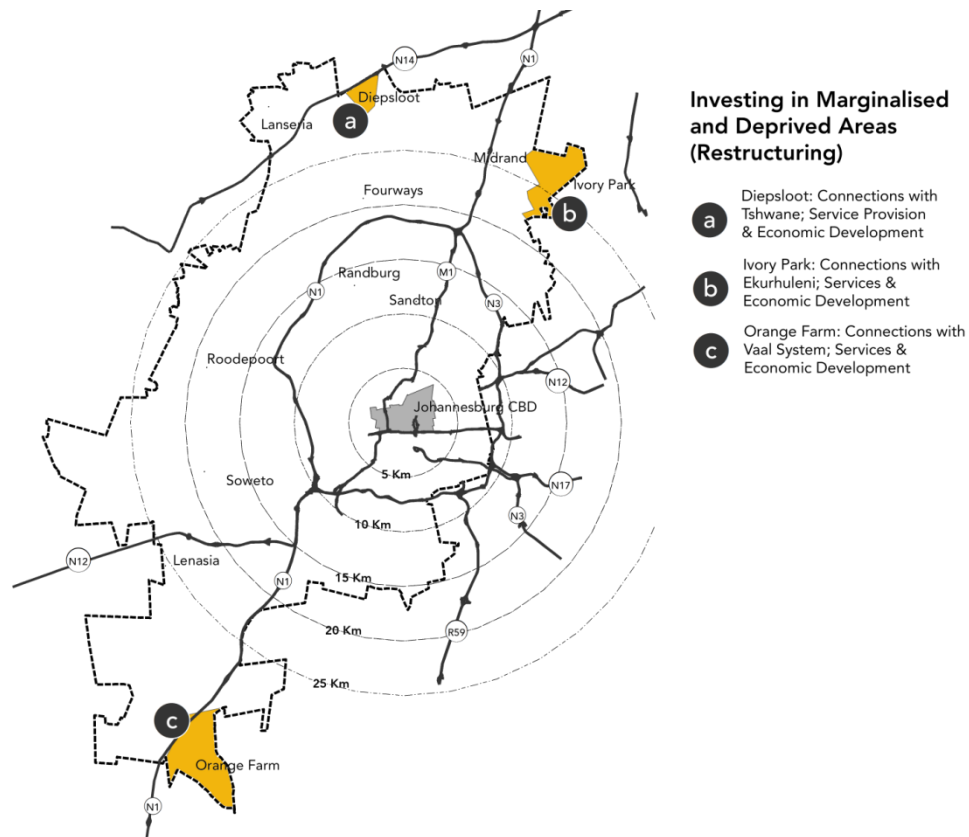 N14
N1
Diepsloot
Lanseria
a
Midrand
Ivory Park
Fourways
b
Randburg
M1
N1
Sandton
N3
Roodepoort
N12
Johannesburg CBD
5 Km
Soweto
N17
10 Km
N3
N12
Lenasia
15 Km
N1
20 Km
R59
25 Km
c
Orange Farm
N1
Investing in Marginalised
and Deprived Areas
(Restructuring)
a
Diepsloot: Connections with
Tshwane; Service Provision
& Economic Development
b
Ivory Park: Connections with
Ekurhuleni; Services &
Economic Development
c
Orange Farm: Connections with
Vaal System; Services &
Economic Development